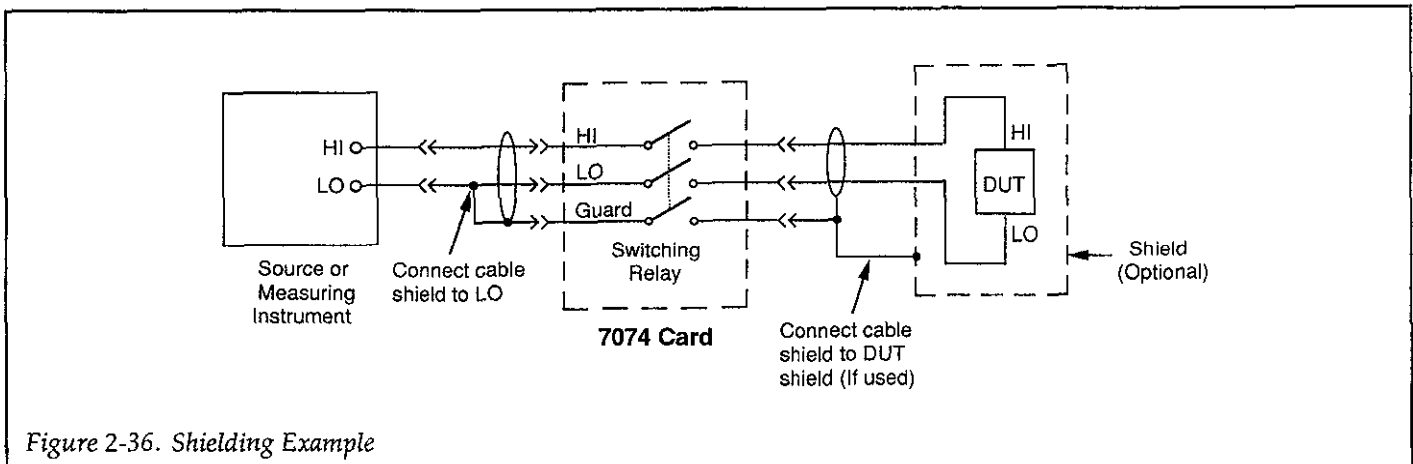 HI
LO
HI
LO
Guard
HI
DUT
LO
Source or
Measuring
Instrument
Connect cable
shield to LO
Switching
Relay
7074 Card
Connect cable
shield to DUT
shield (If used)
Shield
(Optional)
Figure 2-36. Shielding Example